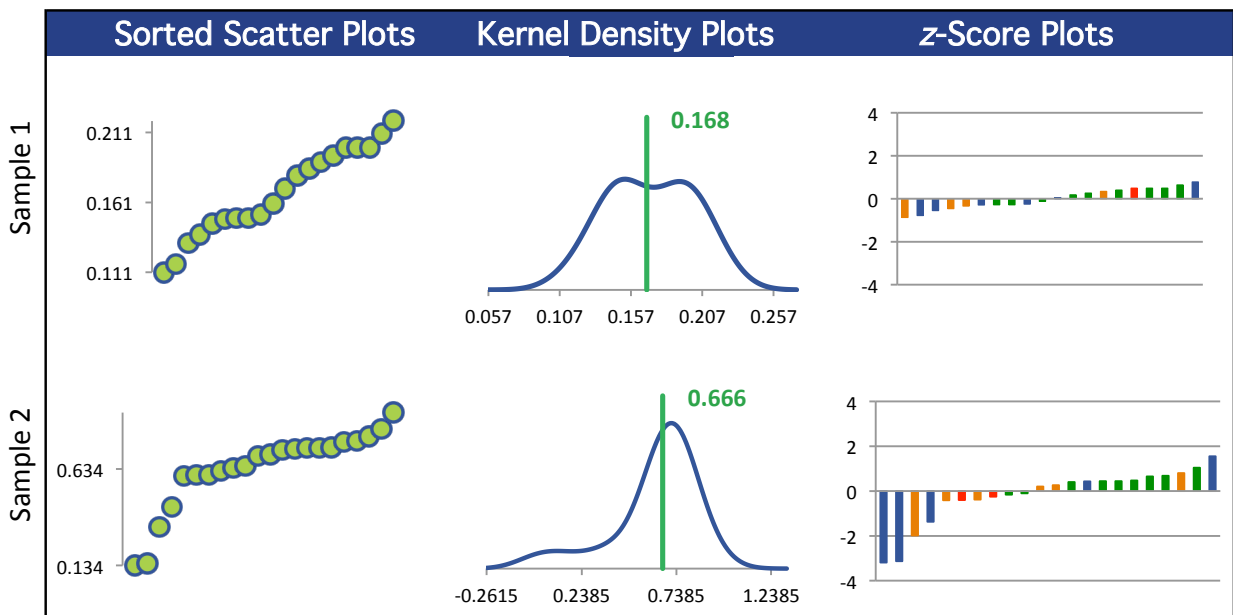 Sorted Scatter Plots
Kernel Density Plots
z-Score Plots
Sample 1
0.211
0.161
0.111
0.168
0.057 0.107 0.157 0.207 0.257
4
2
0
-2
-4
Sample 2
0.634
0.134
0.666
-0.2615 0.2385 0.7385 1.2385
4
2
0
-2
-4